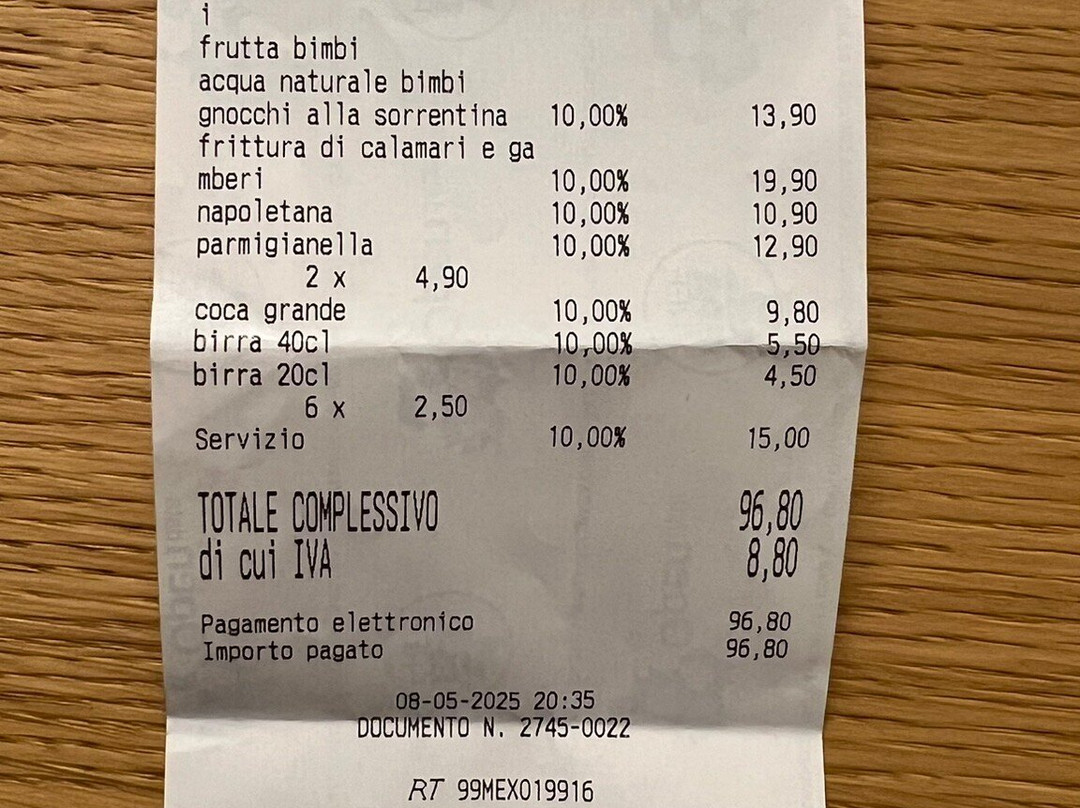 i
frutta bimbi
acqua naturale bimbi
gnocchi alla sorrentina 10,00% 13,90
frittura di calamari e ga
mberi 10,00% 19,90
napoletana 10,00% 10,90
parmigianella 10,00% 12,90
2 x 4,90
coca grande 10,00% 9,80
birra 40cl 10,00% 5,50
birra 20cl 10,00% 4,50
6 x 2,50
Servizio 10,00% 15,00
TOTALE COMPLESSIVO 96,80
di cui IVA 8,80
Pagamento elettronico 96,80
Importo pagato 96,80
08-05-2025 20:35
DOCUMENTO N. 2745-0022
RT 99MEX019916